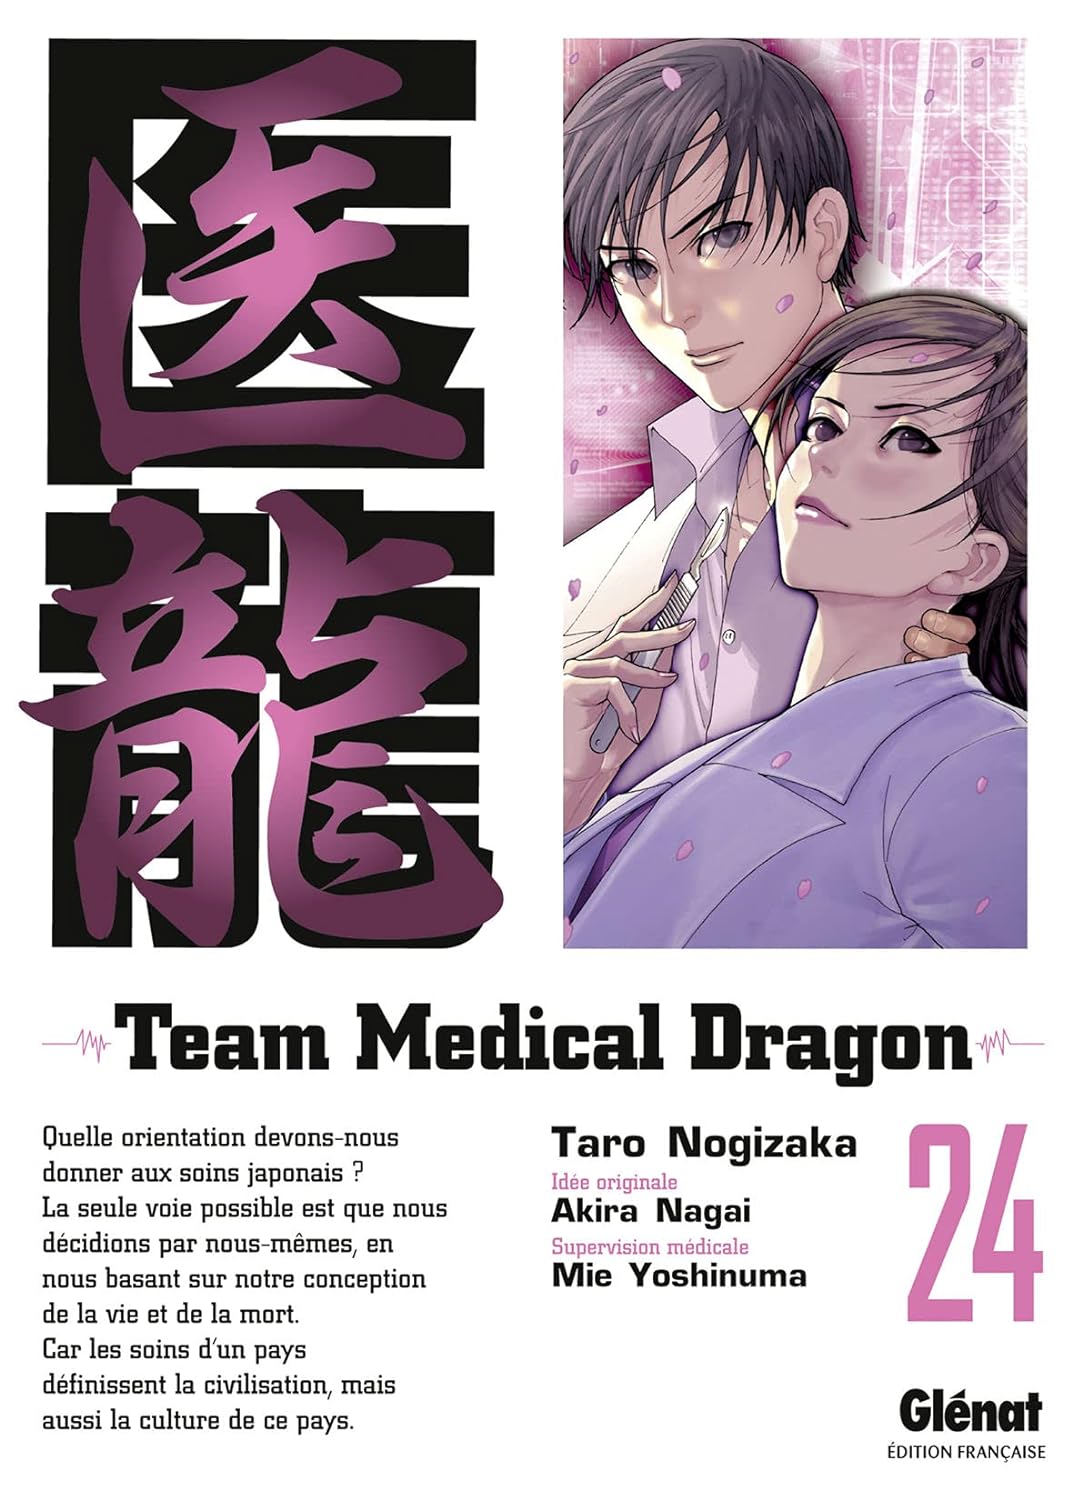 医
龍
Team Medical Dragon
Quelle orientation devons-nous
donner aux soins japonais ?
La seule voie possible est que nous
décidions par nous-mêmes, en
nous basant sur notre conception
de la vie et de la mort.
Car les soins d'un pays
définissent la civilisation, mais
aussi la culture de ce pays.
Taro Nogizaka
Idée originale
Akira Nagai
Supervision médicale
Mie Yoshinuma
24
Glénat
ÉDITION FRANÇAISE